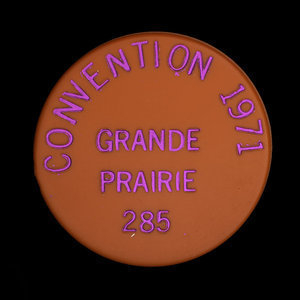 CONVENTION 1971
GRANDE
PRAIRIE
285